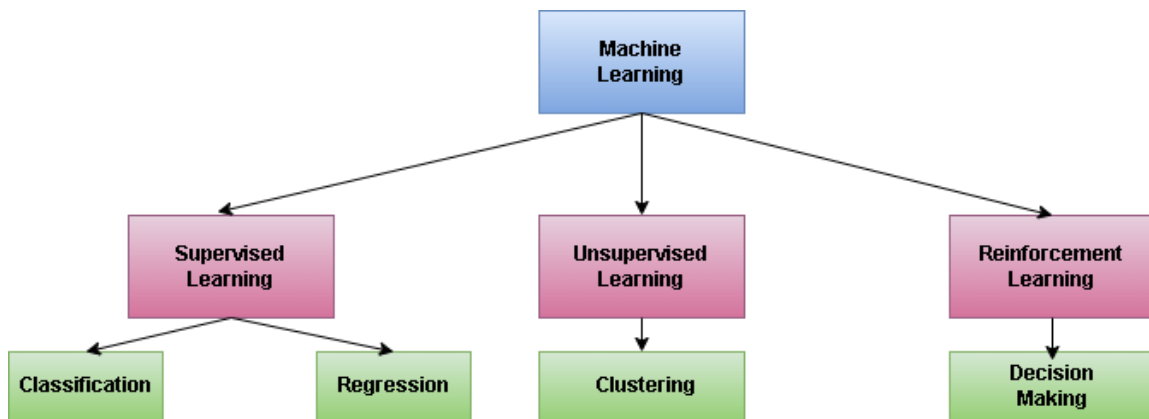 Machine
Learning
Supervised
Learning
Unsupervised
Learning
Reinforcement
Learning
Classification
Regression
Clustering
Decision
Making